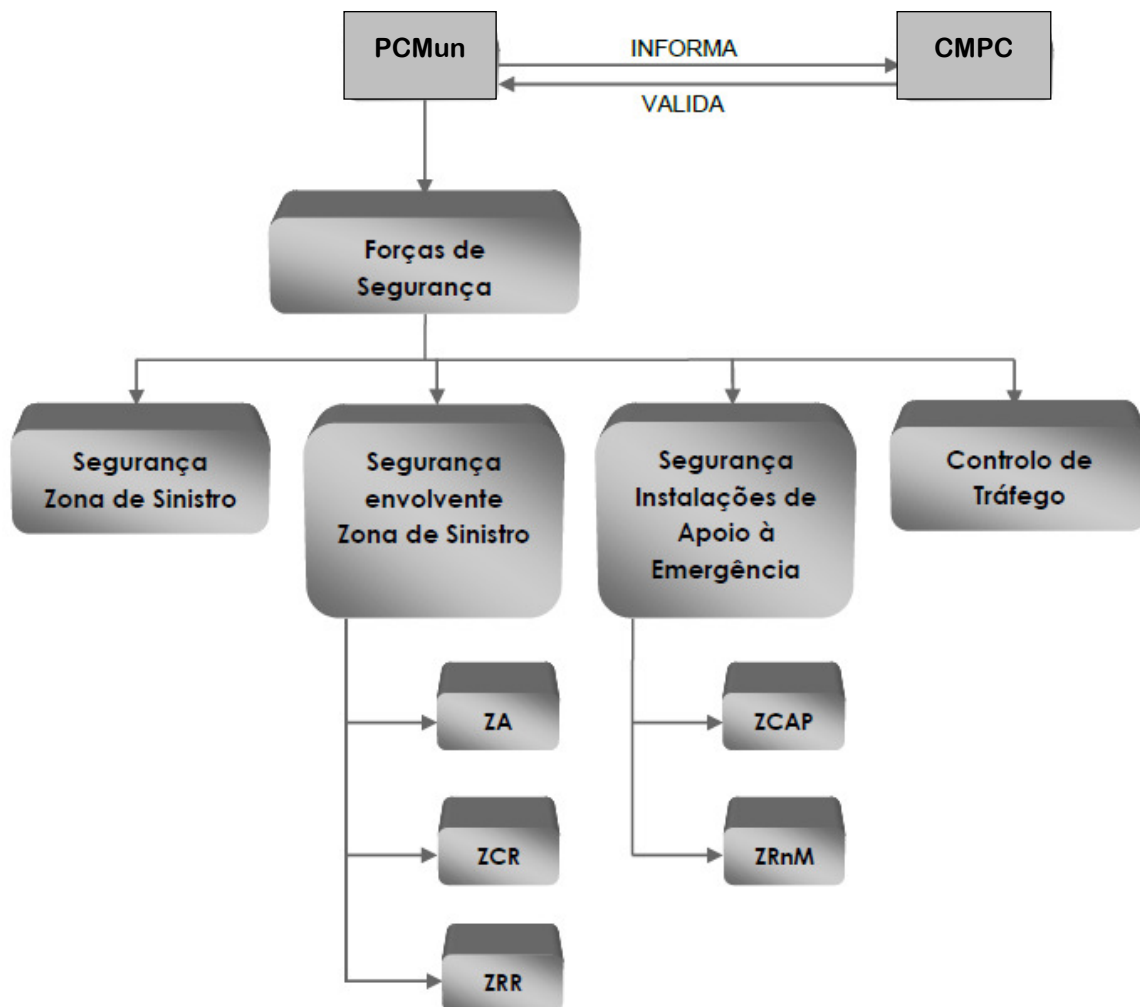 PCMun
INFORMA
CMPC
VALIDA
Forças de
Segurança
Segurança
Zona de Sinistro
Segurança
envolvente
Zona de Sinistro
Segurança
Instalações de
Apoio à
Emergência
Controlo de
Tráfego
ZA
ZCAP
ZCR
ZRnM
ZRR